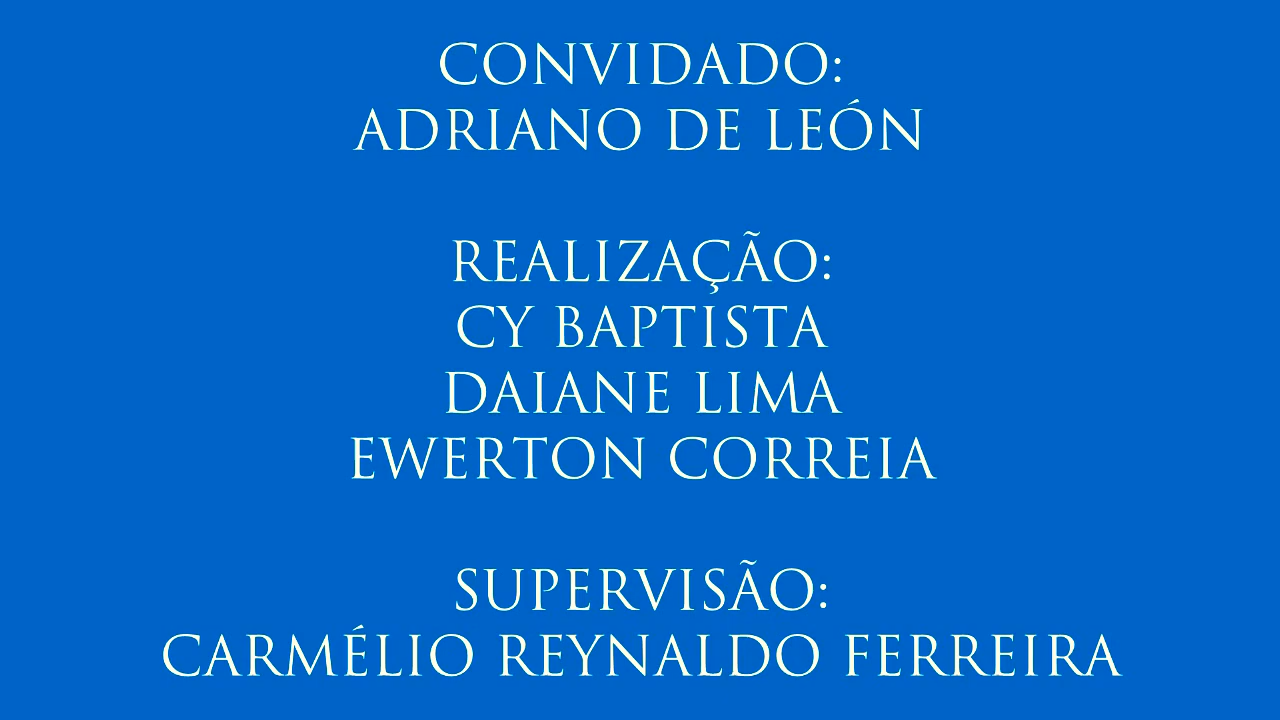 CONVIDADO:
ADRIANO DE LEÓN
REALIZAÇÃO:
CY BAPTISTA
DAIANE LIMA
EWERTON CORREIA
SUPERVISÃO:
CARMÉLIO REYNALDO FERREIRA